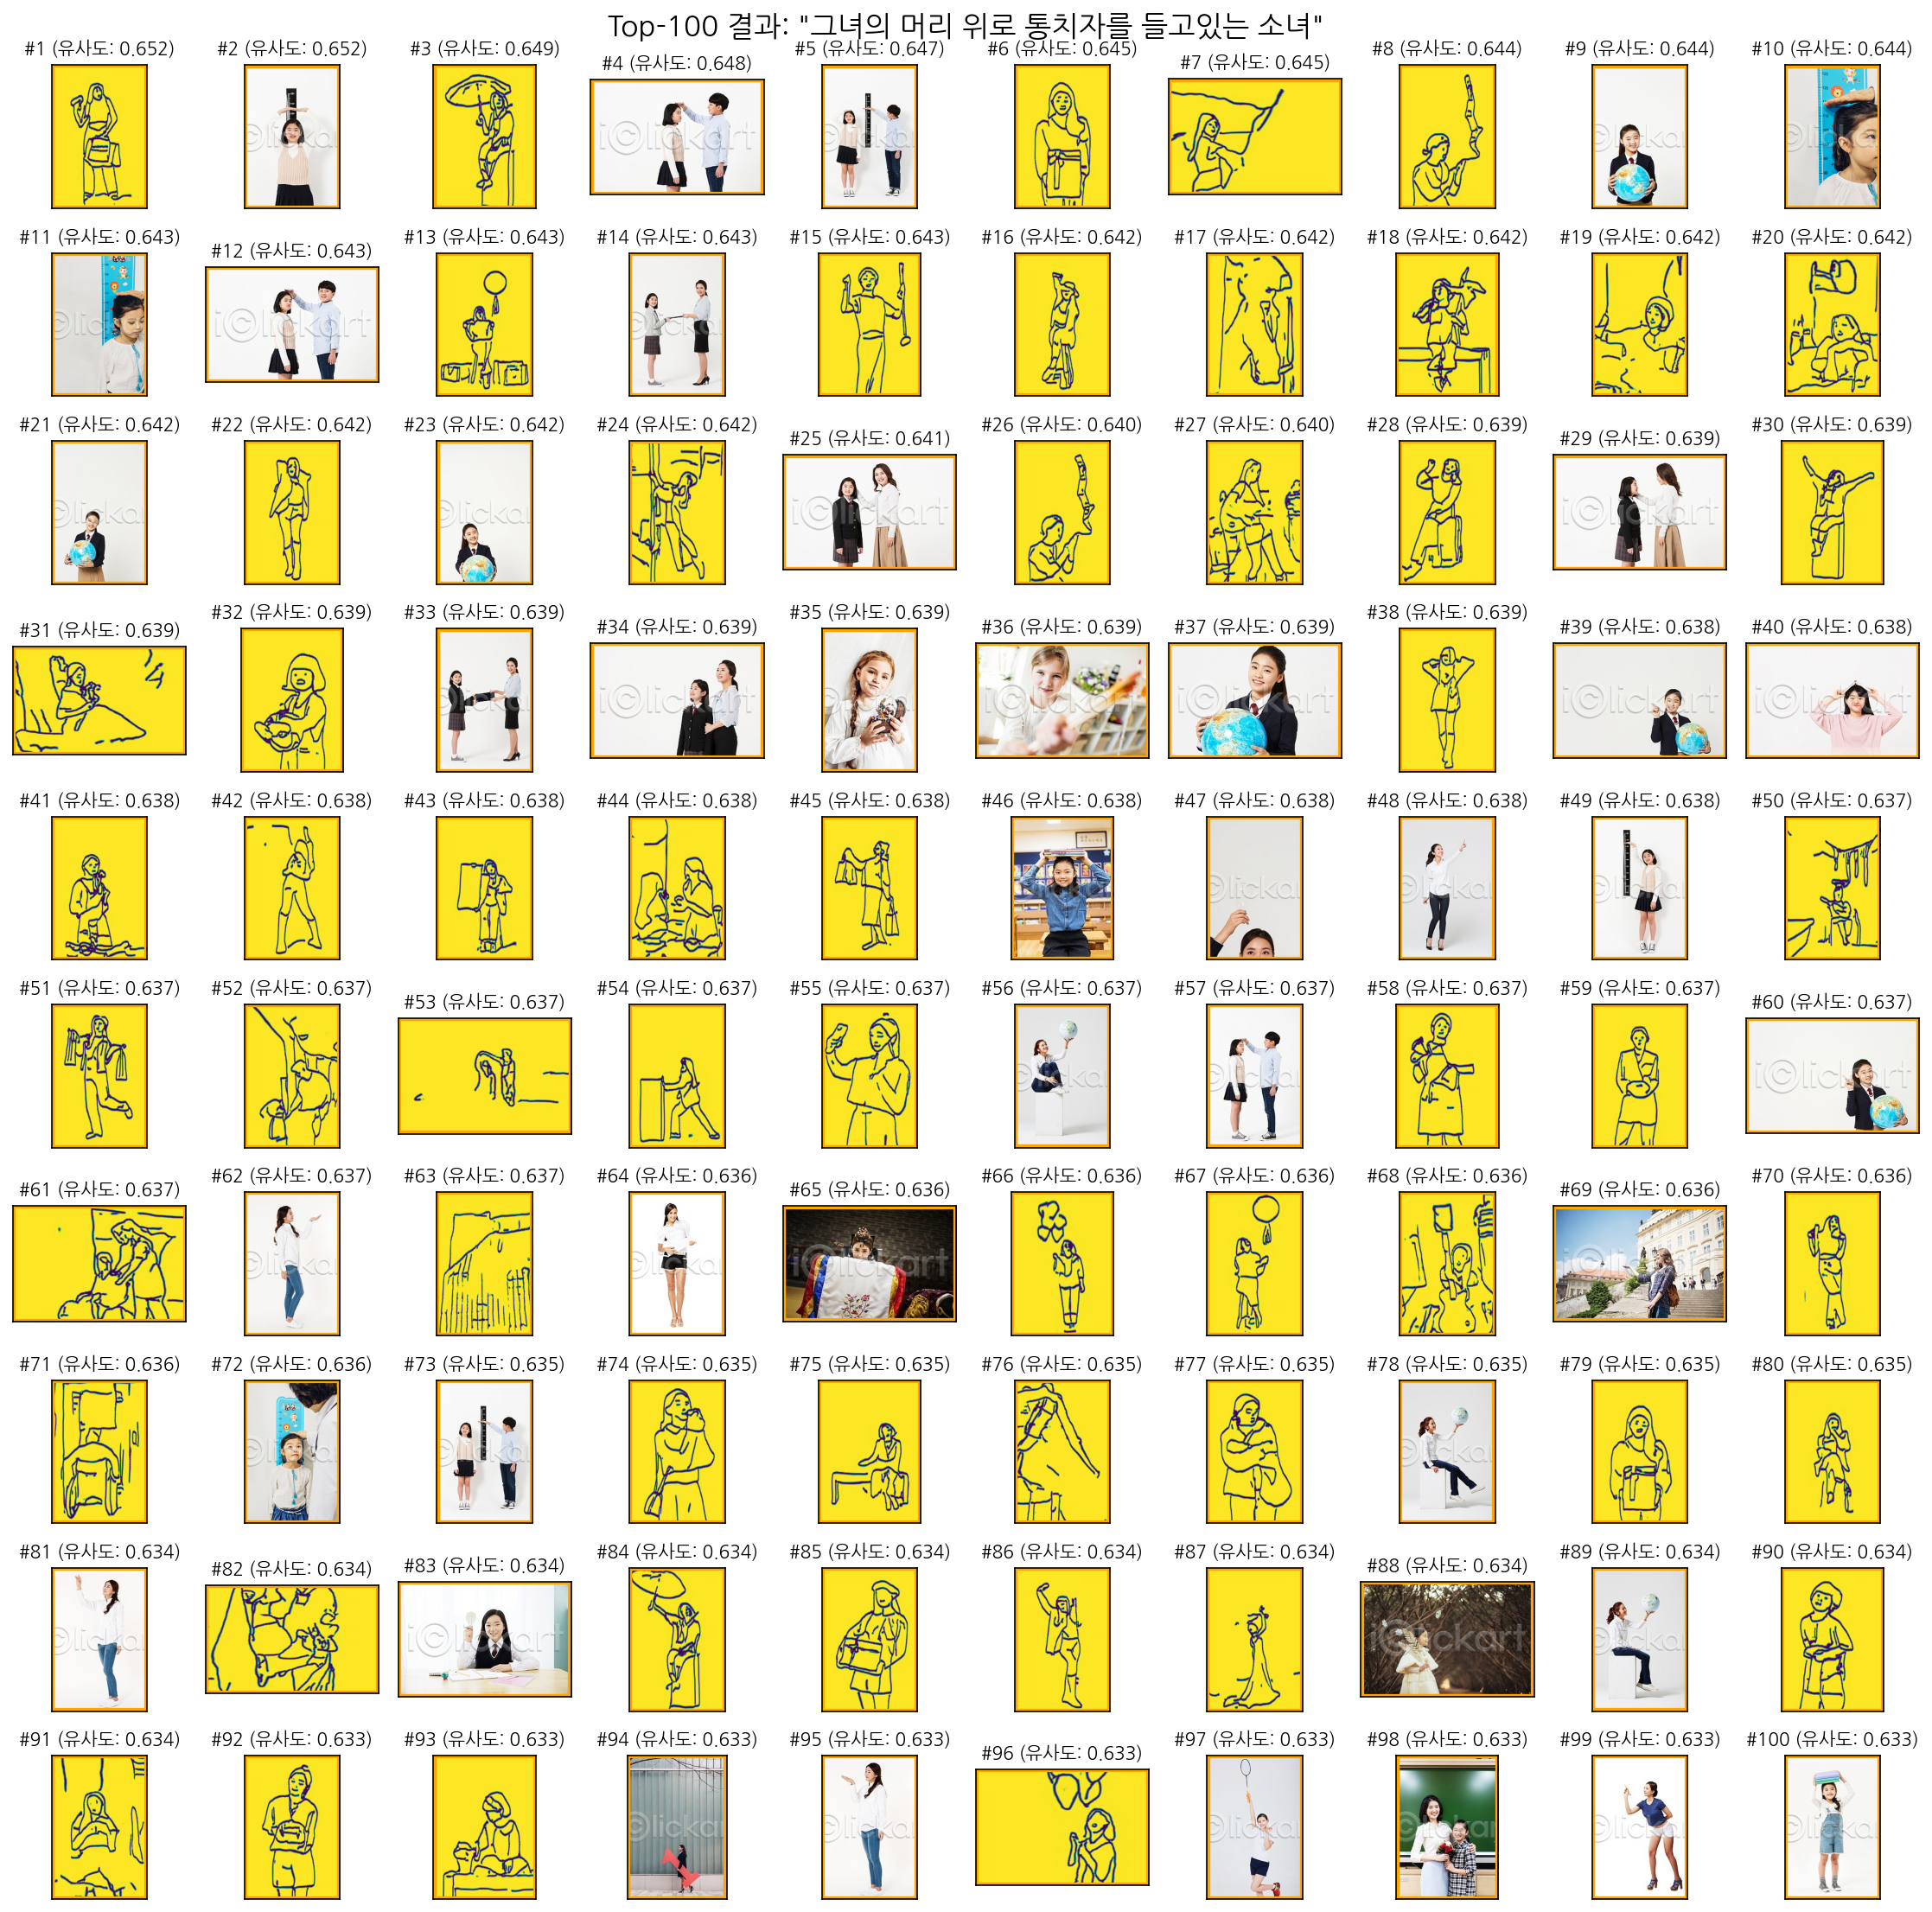 Top-100 결과: "그녀의 머리 위로 통치자를 들고있는 소녀"
#1 (유사도: 0.652)
#2 (유사도: 0.652)
#3 (유사도: 0.649)
#4 (유사도: 0.648)
#5 (유사도: 0.647)
#6 (유사도: 0.645)
#7 (유사도: 0.645)
#8 (유사도: 0.644)
#9 (유사도: 0.644)
#10 (유사도: 0.644)
#11 (유사도: 0.643)
#12 (유사도: 0.643)
#13 (유사도: 0.643)
#14 (유사도: 0.643)
#15 (유사도: 0.643)
#16 (유사도: 0.642)
#17 (유사도: 0.642)
#18 (유사도: 0.642)
#19 (유사도: 0.642)
#20 (유사도: 0.642)
#21 (유사도: 0.642)
#22 (유사도: 0.642)
#23 (유사도: 0.642)
#24 (유사도: 0.642)
#25 (유사도: 0.641)
#26 (유사도: 0.640)
#27 (유사도: 0.640)
#28 (유사도: 0.639)
#29 (유사도: 0.639)
#30 (유사도: 0.639)
#31 (유사도: 0.639)
#32 (유사도: 0.639)
#33 (유사도: 0.639)
#34 (유사도: 0.639)
#35 (유사도: 0.639)
#36 (유사도: 0.639)
#37 (유사도: 0.639)
#38 (유사도: 0.639)
#39 (유사도: 0.638)
#40 (유사도: 0.638)
#41 (유사도: 0.638)
#42 (유사도: 0.638)
#43 (유사도: 0.638)
#44 (유사도: 0.638)
#45 (유사도: 0.638)
#46 (유사도: 0.638)
#47 (유사도: 0.638)
#48 (유사도: 0.638)
#49 (유사도: 0.638)
#50 (유사도: 0.637)
#51 (유사도: 0.637)
#52 (유사도: 0.637)
#53 (유사도: 0.637)
#54 (유사도: 0.637)
#55 (유사도: 0.637)
#56 (유사도: 0.637)
#57 (유사도: 0.637)
#58 (유사도: 0.637)
#59 (유사도: 0.637)
#60 (유사도: 0.637)
#61 (유사도: 0.637)
#62 (유사도: 0.637)
#63 (유사도: 0.637)
#64 (유사도: 0.636)
#65 (유사도: 0.636)
#66 (유사도: 0.636)
#67 (유사도: 0.636)
#68 (유사도: 0.636)
#69 (유사도: 0.636)
#70 (유사도: 0.636)
#71 (유사도: 0.636)
#72 (유사도: 0.636)
#73 (유사도: 0.635)
#74 (유사도: 0.635)
#75 (유사도: 0.635)
#76 (유사도: 0.635)
#77 (유사도: 0.635)
#78 (유사도: 0.635)
#79 (유사도: 0.635)
#80 (유사도: 0.635)
#81 (유사도: 0.634)
#82 (유사도: 0.634)
#83 (유사도: 0.634)
#84 (유사도: 0.634)
#85 (유사도: 0.634)
#86 (유사도: 0.634)
#87 (유사도: 0.634)
#88 (유사도: 0.634)
#89 (유사도: 0.634)
#90 (유사도: 0.634)
#91 (유사도: 0.634)
#92 (유사도: 0.633)
#93 (유사도: 0.633)
#94 (유사도: 0.633)
#95 (유사도: 0.633)
#96 (유사도: 0.633)
#97 (유사도: 0.633)
#98 (유사도: 0.633)
#99 (유사도: 0.633)
#100 (유사도: 0.633)